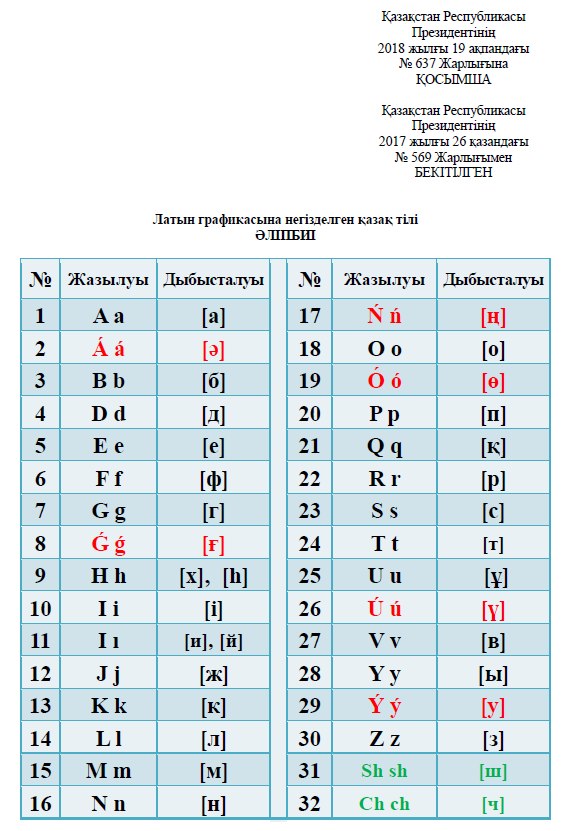 Қазақстан Республикасы
Президентінің
2018 жылғы 19 ақпандағы
№ 637 Жарлығына
ҚОСЫМША
Қазақстан Республикасы
Президентінің
2017 жылғы 26 қазандағы
№ 569 Жарлығымен
БЕКІТІЛГЕН
Латын графикасына негізделген қазақ тілі
ӘЛІПБИІ
№ Жазылуы Дыбысталуы № Жазылуы Дыбысталуы
1 A a [а] 17 Ń ń [ң]
2 Á á [ә] 18 O o [о]
3 B b [б] 19 Ó ó [ө]
4 D d [д] 20 P p [п]
5 E e [е] 21 Q q [қ]
6 F f [ф] 22 R r [р]
7 G g [г] 23 S s [с]
8 Ǵ ǵ [ғ] 24 T t [т]
9 H h [х], [һ] 25 U u [ұ]
10 I i [і] 26 Ú ú [ү]
11 I ı [и], [й] 27 V v [в]
12 J j [ж] 28 Y y [ы]
13 K k [к] 29 Ý ý [у]
14 L l [л] 30 Z z [з]
15 M m [м] 31 Sh sh [ш]
16 N n [н] 32 Ch ch [ч]